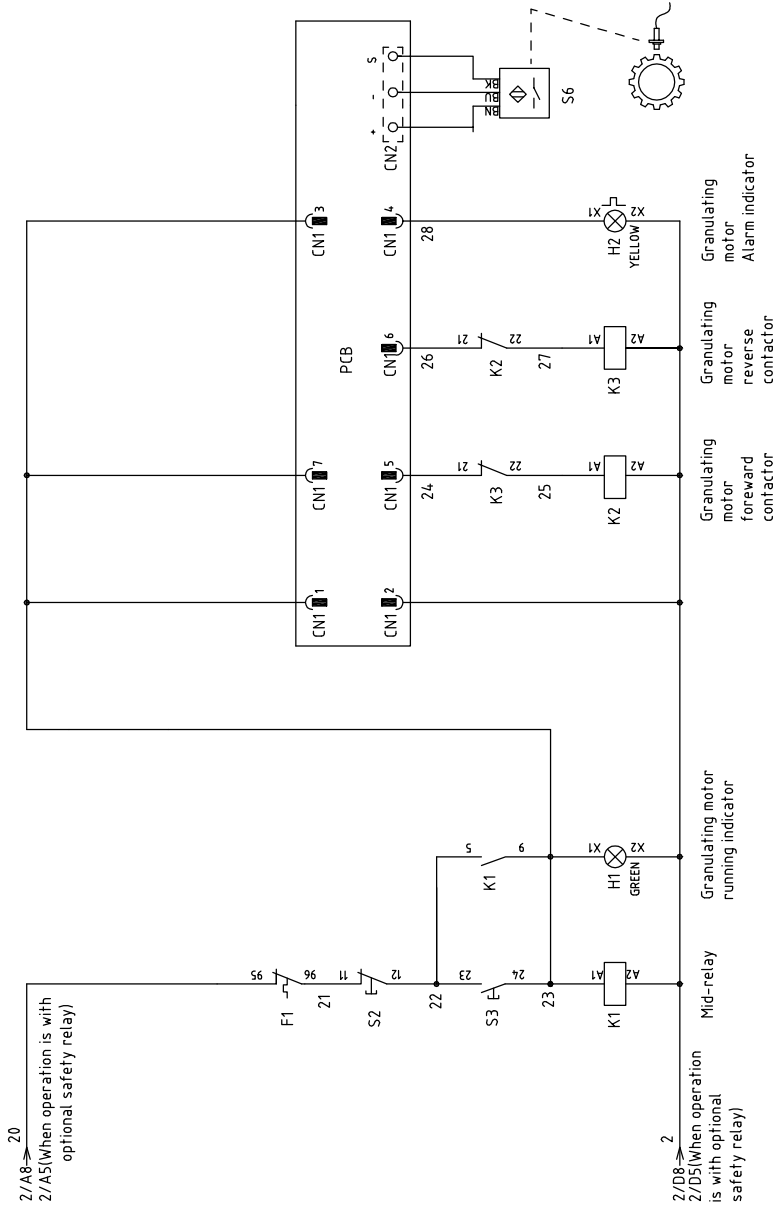 2/A8
20
2/A5(When operation is with
optional safety relay)
95
F1
96
21
11
S2
12
22
23
S3
24
23
A1
K1
A2
Mid-relay
5
K1
9
X1
H1
X2
GREEN
Granulating motor
running indicator
2/D8
2
2/D5(When operation
is with optional
safety relay)
PCB
CN1
1
CN1
2
CN1
7
CN1
5
24
21
K3
22
25
A1
K2
A2
Granulating
motor
foreward
contactor
CN1
6
26
21
K2
22
27
A1
K3
A2
Granulating
motor
reverse
contactor
CN1
3
CN1
4
28
X1
H2
X2
YELLOW
Granulating
motor
Alarm indicator
CN2
+
-
S
BN
BU
BK
S6